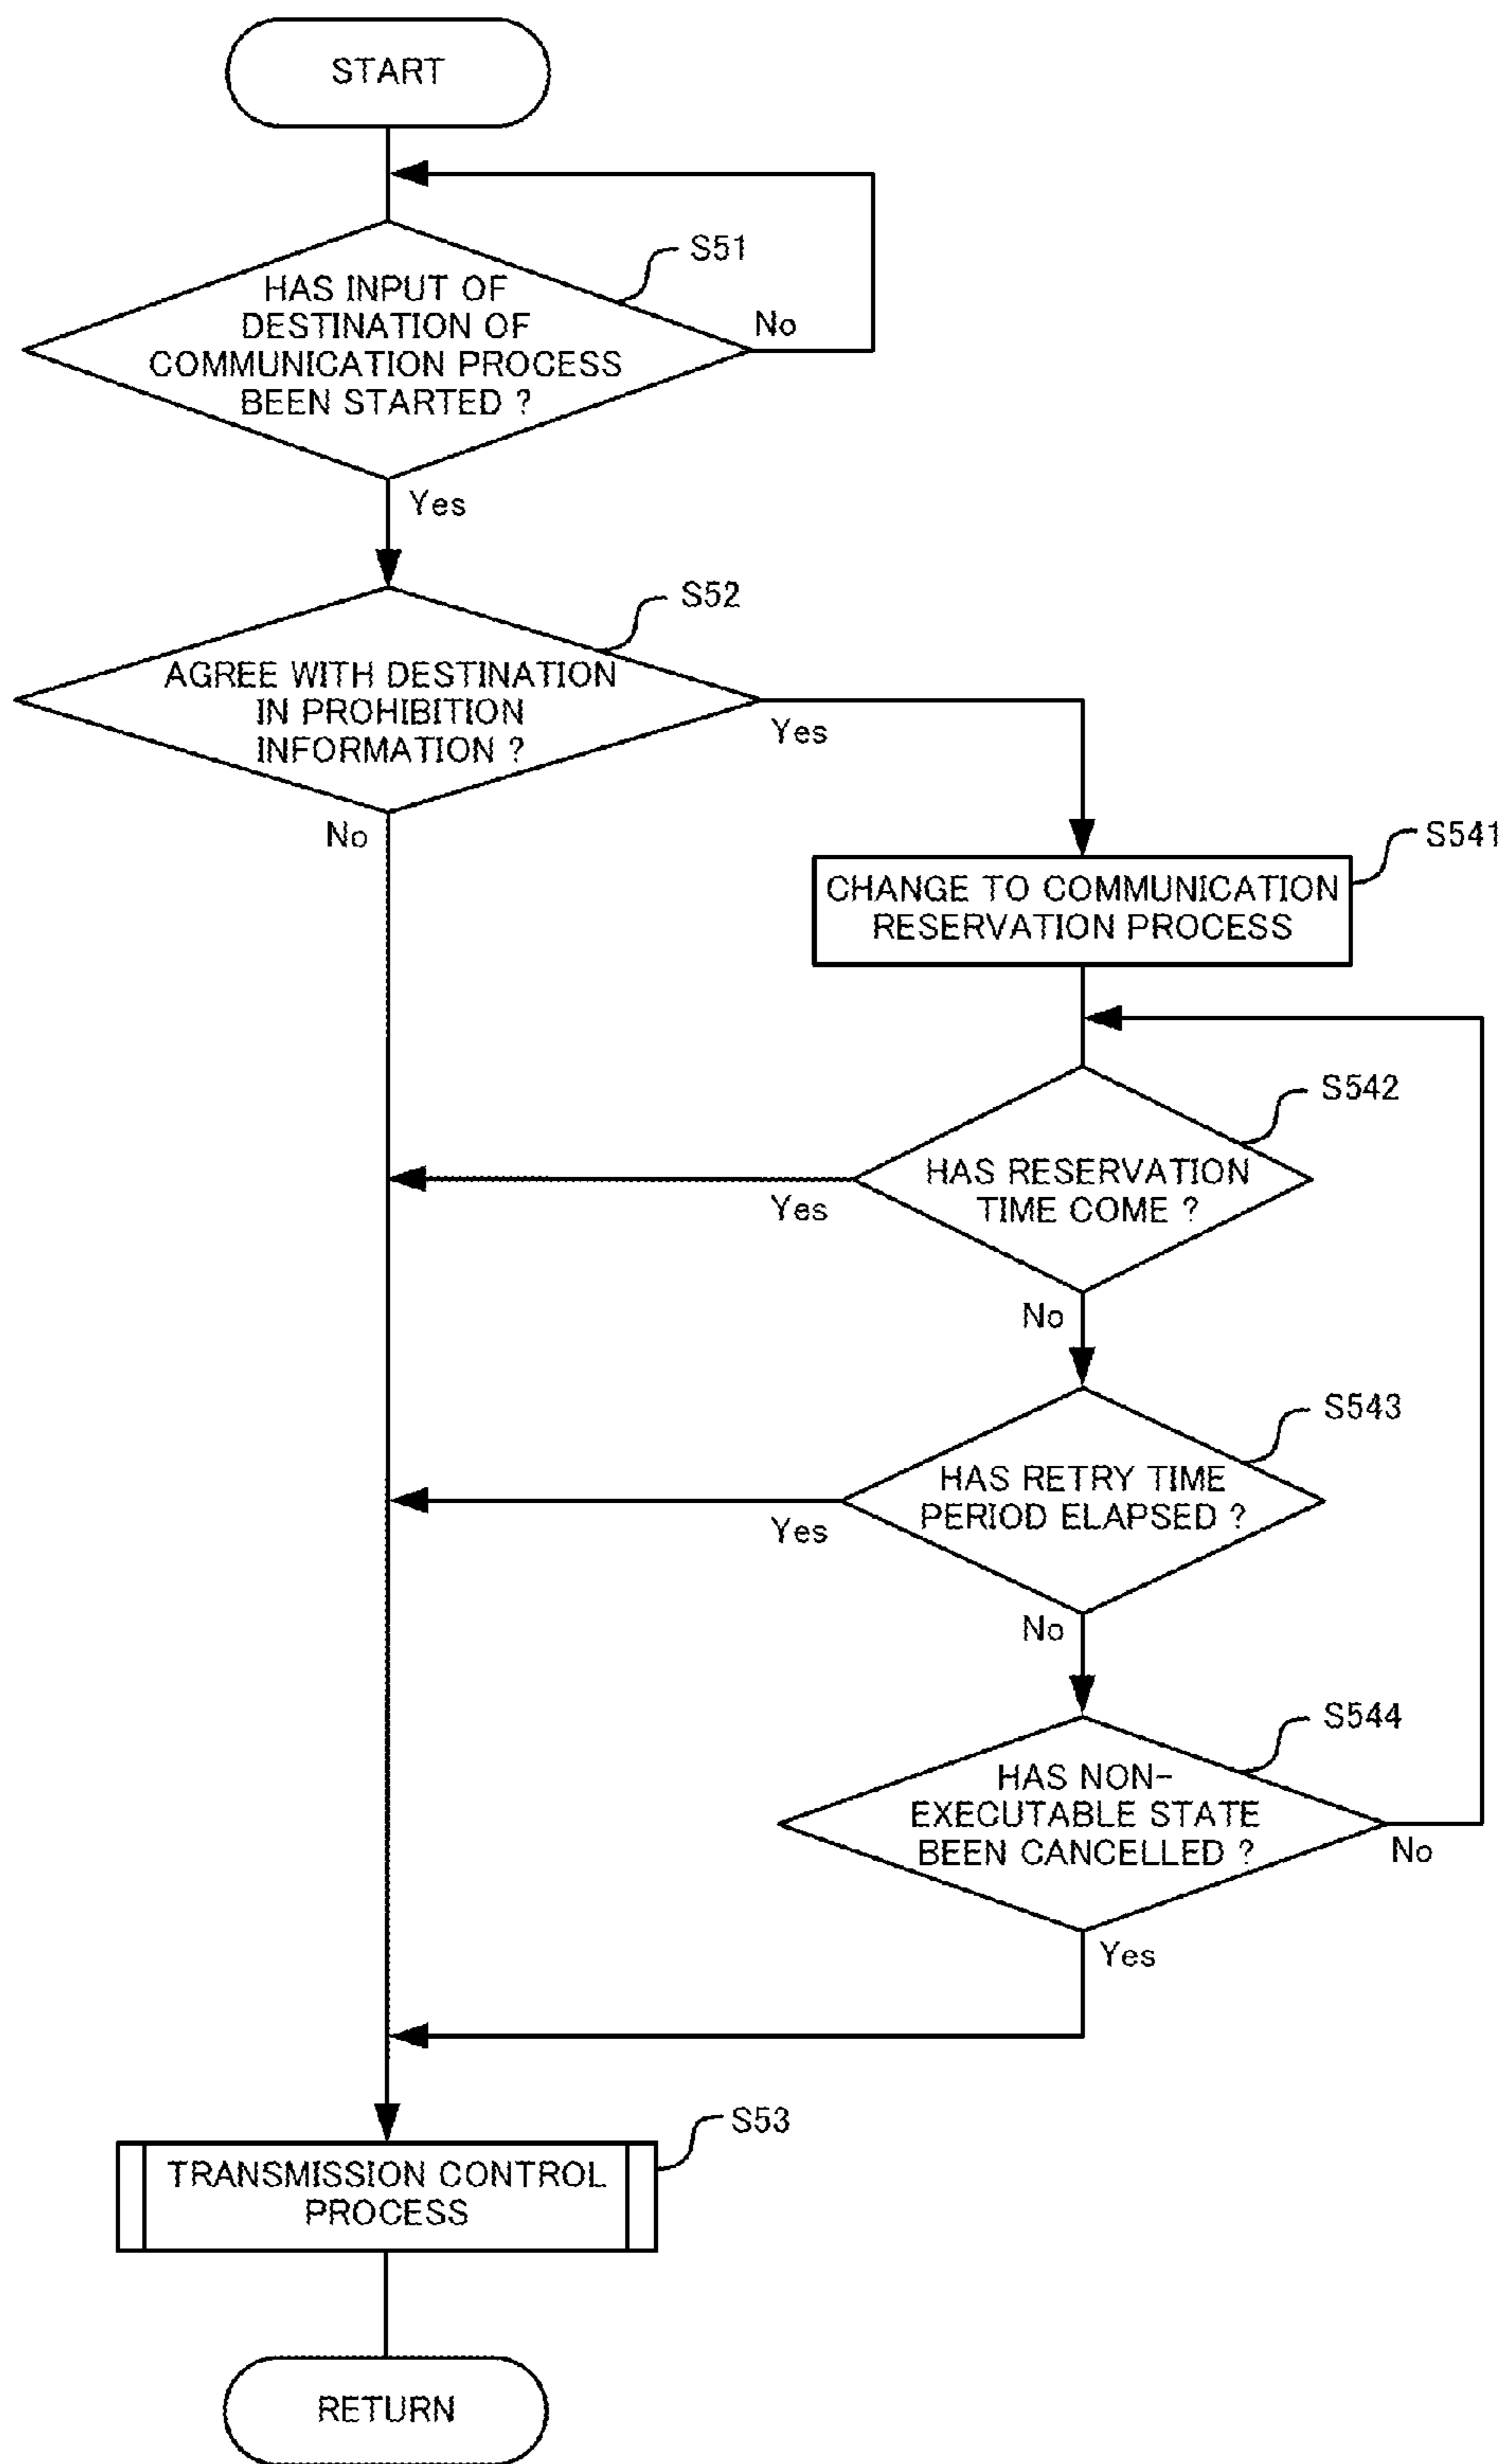 START
S51
HAS INPUT OF
DESTINATION OF
COMMUNICATION PROCESS
BEEN STARTED ?
No
Yes
S52
AGREE WITH DESTINATION
IN PROHIBITION
INFORMATION ?
Yes
No
S541
CHANGE TO COMMUNICATION
RESERVATION PROCESS
S542
HAS RESERVATION
TIME COME ?
Yes
No
S543
HAS RETRY TIME
PERIOD ELAPSED ?
Yes
No
S544
HAS NON-
EXECUTABLE STATE
BEEN CANCELLED ?
No
Yes
S53
TRANSMISSION CONTROL
PROCESS
RETURN